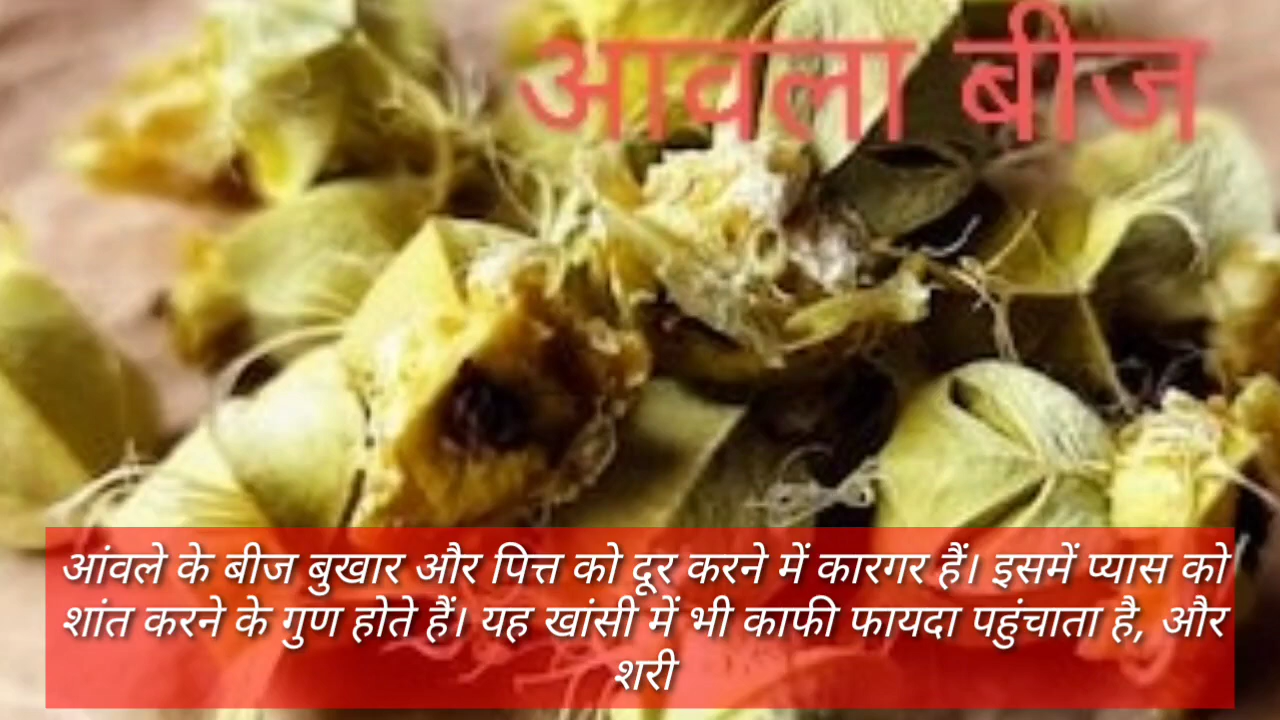 आवला बीज
आंवले के बीज बुखार और पित्त को दूर करने में कारगर हैं। इसमें प्यास को
शांत करने के गुण होते हैं। यह खांसी में भी काफी फायदा पहुंचाता है, और
शरी